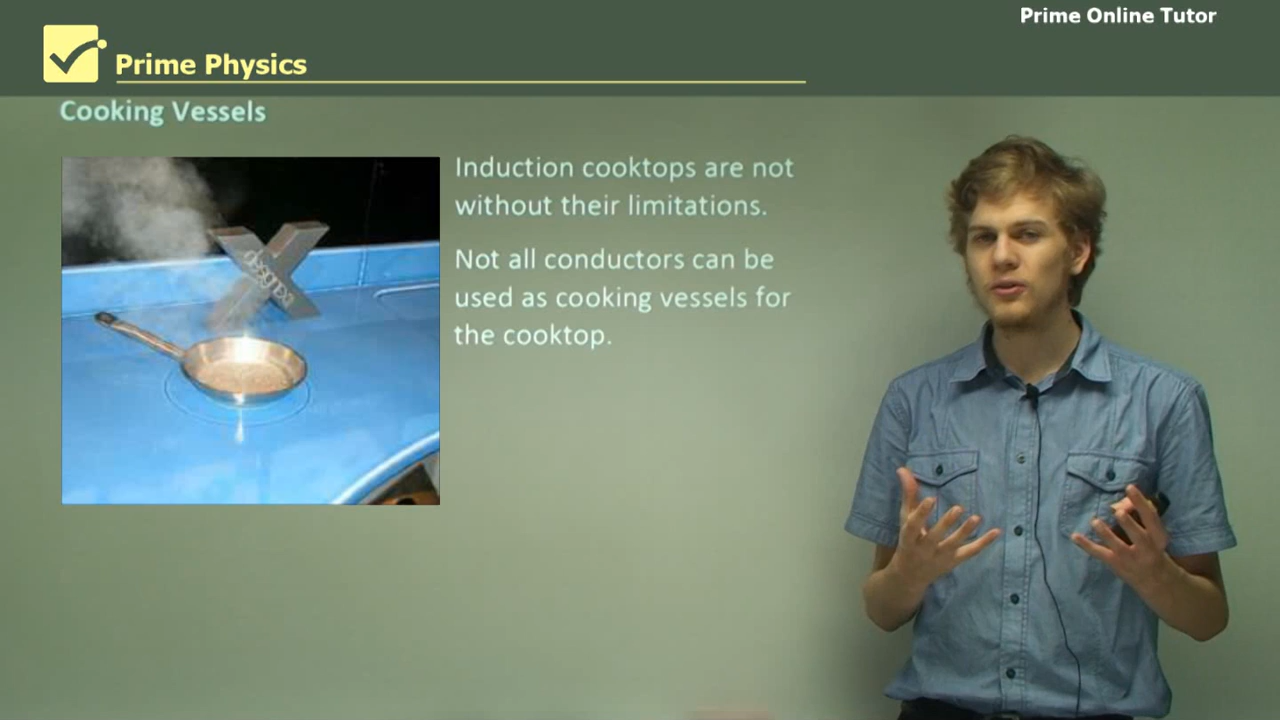 Prime Online Tutor
Prime Physics
Cooking Vessels
Induction cooktops are not
without their limitations.
Not all conductors can be
used as cooking vessels for
the cooktop.